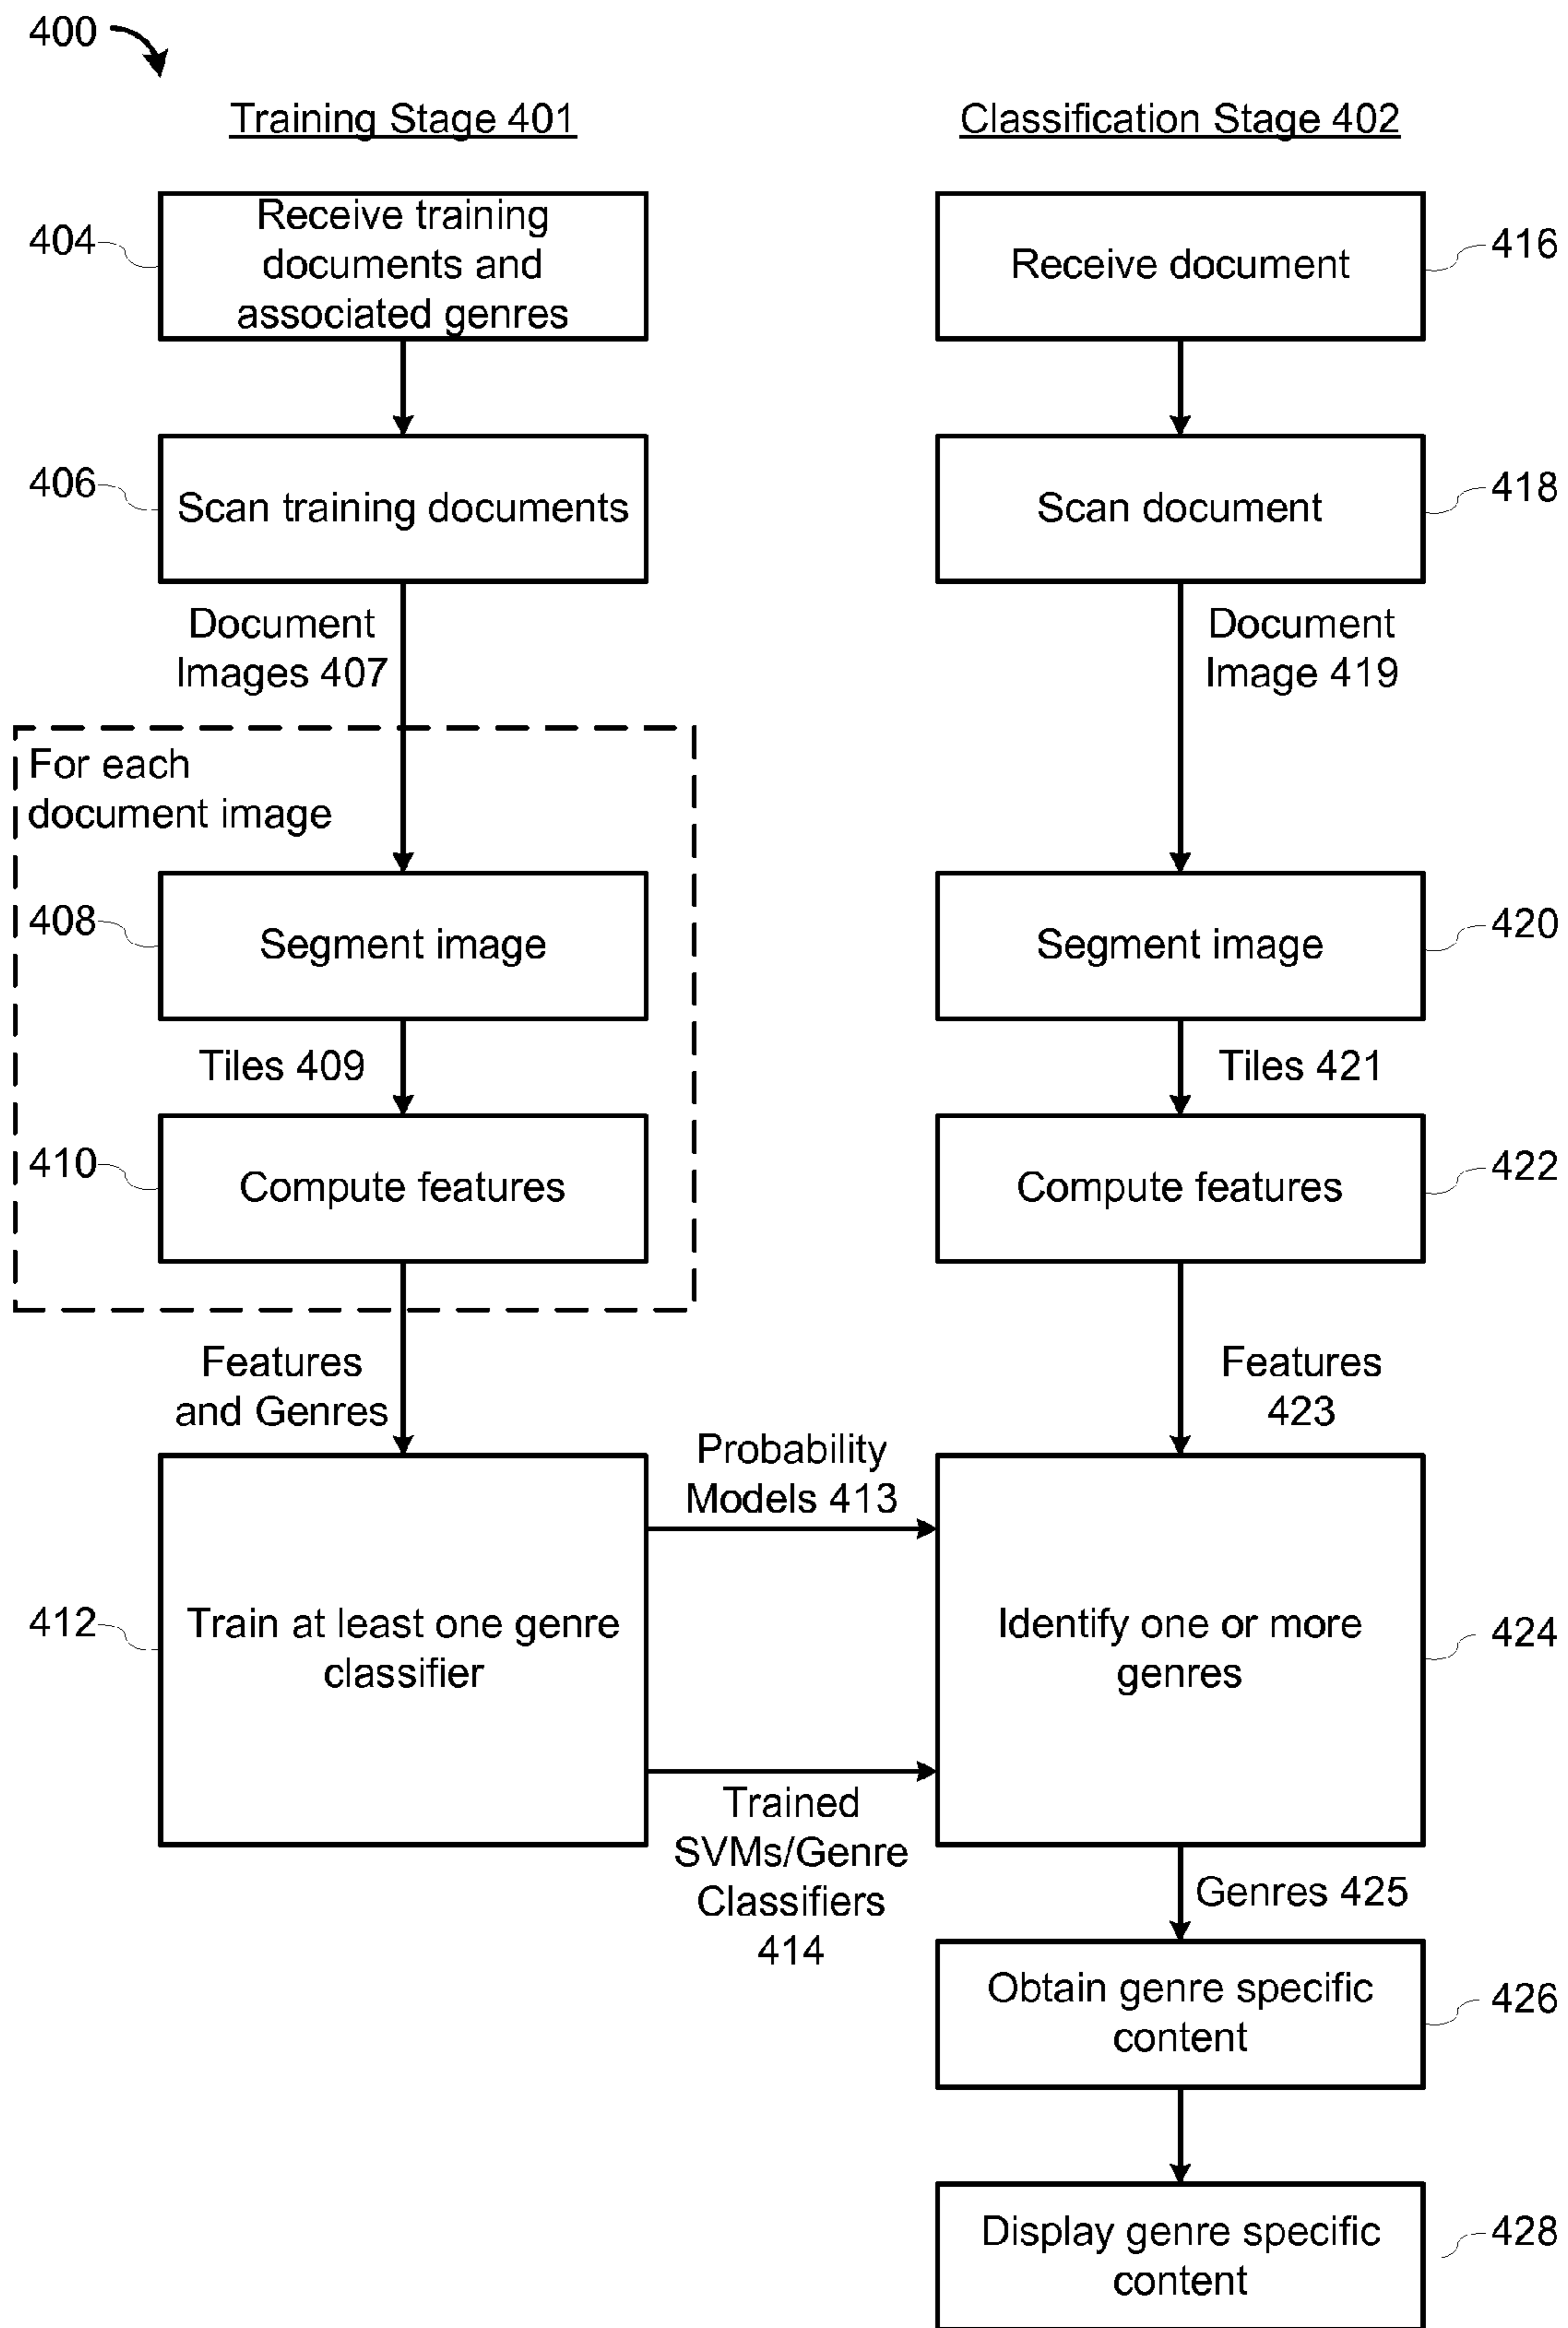 400
Training Stage 401
404
Receive training
documents and
associated genres
406
Scan training documents
Document
Images 407
For each
document image
408
Segment image
Tiles 409
410
Compute features
Features
and Genres
412
Train at least one genre
classifier
Probability
Models 413
Trained
SVMs/Genre
Classifiers
414
Classification Stage 402
Receive document
416
Scan document
418
Document
Image 419
Segment image
420
Tiles 421
Compute features
422
Features
423
Identify one or more
genres
424
Genres 425
Obtain genre specific
content
426
Display genre specific
content
428